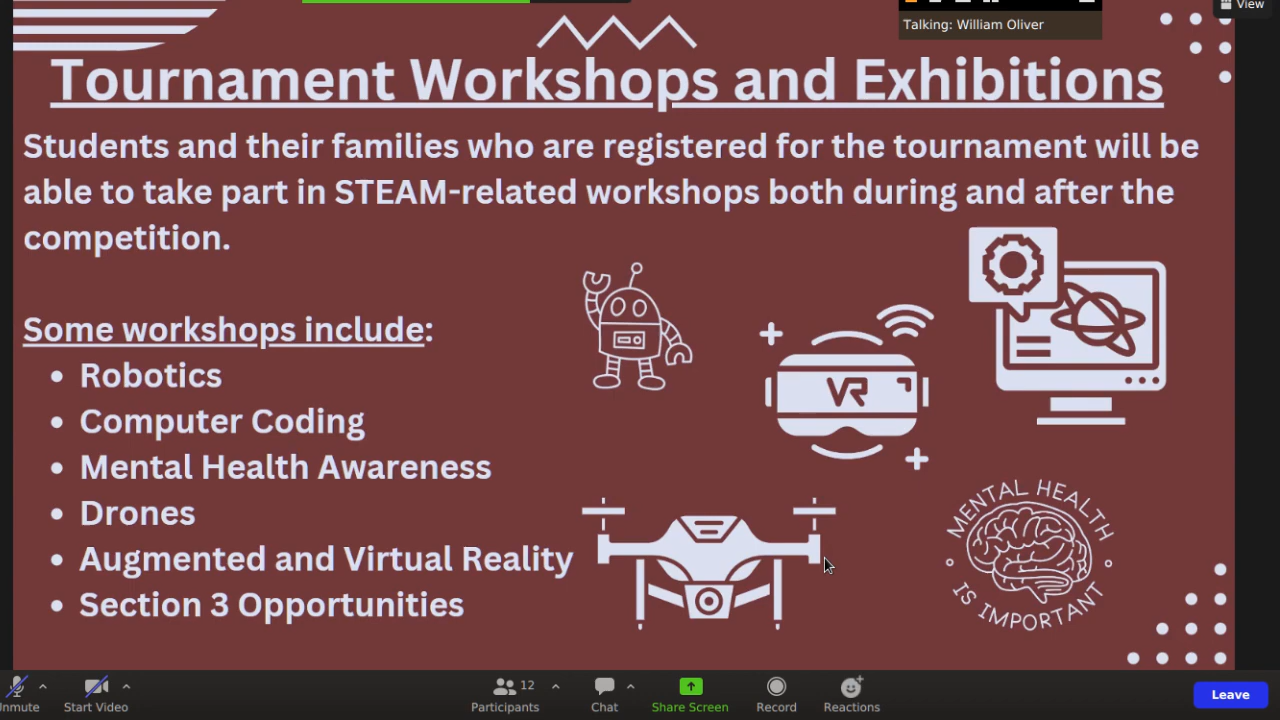 View
Talking: William Oliver
Tournament Workshops and Exhibitions
Students and their families who are registered for the tournament will be
able to take part in STEAM-related workshops both during and after the
competition.
Some workshops include:
• Robotics
• Computer Coding
• Mental Health Awareness
• Drones
• Augmented and Virtual Reality
• Section 3 Opportunities
VR
MENTAL HEALTH
IS IMPORTANT
nmute
Start Video
12
Participants
Chat
Share Screen
Record
Reactions
Leave